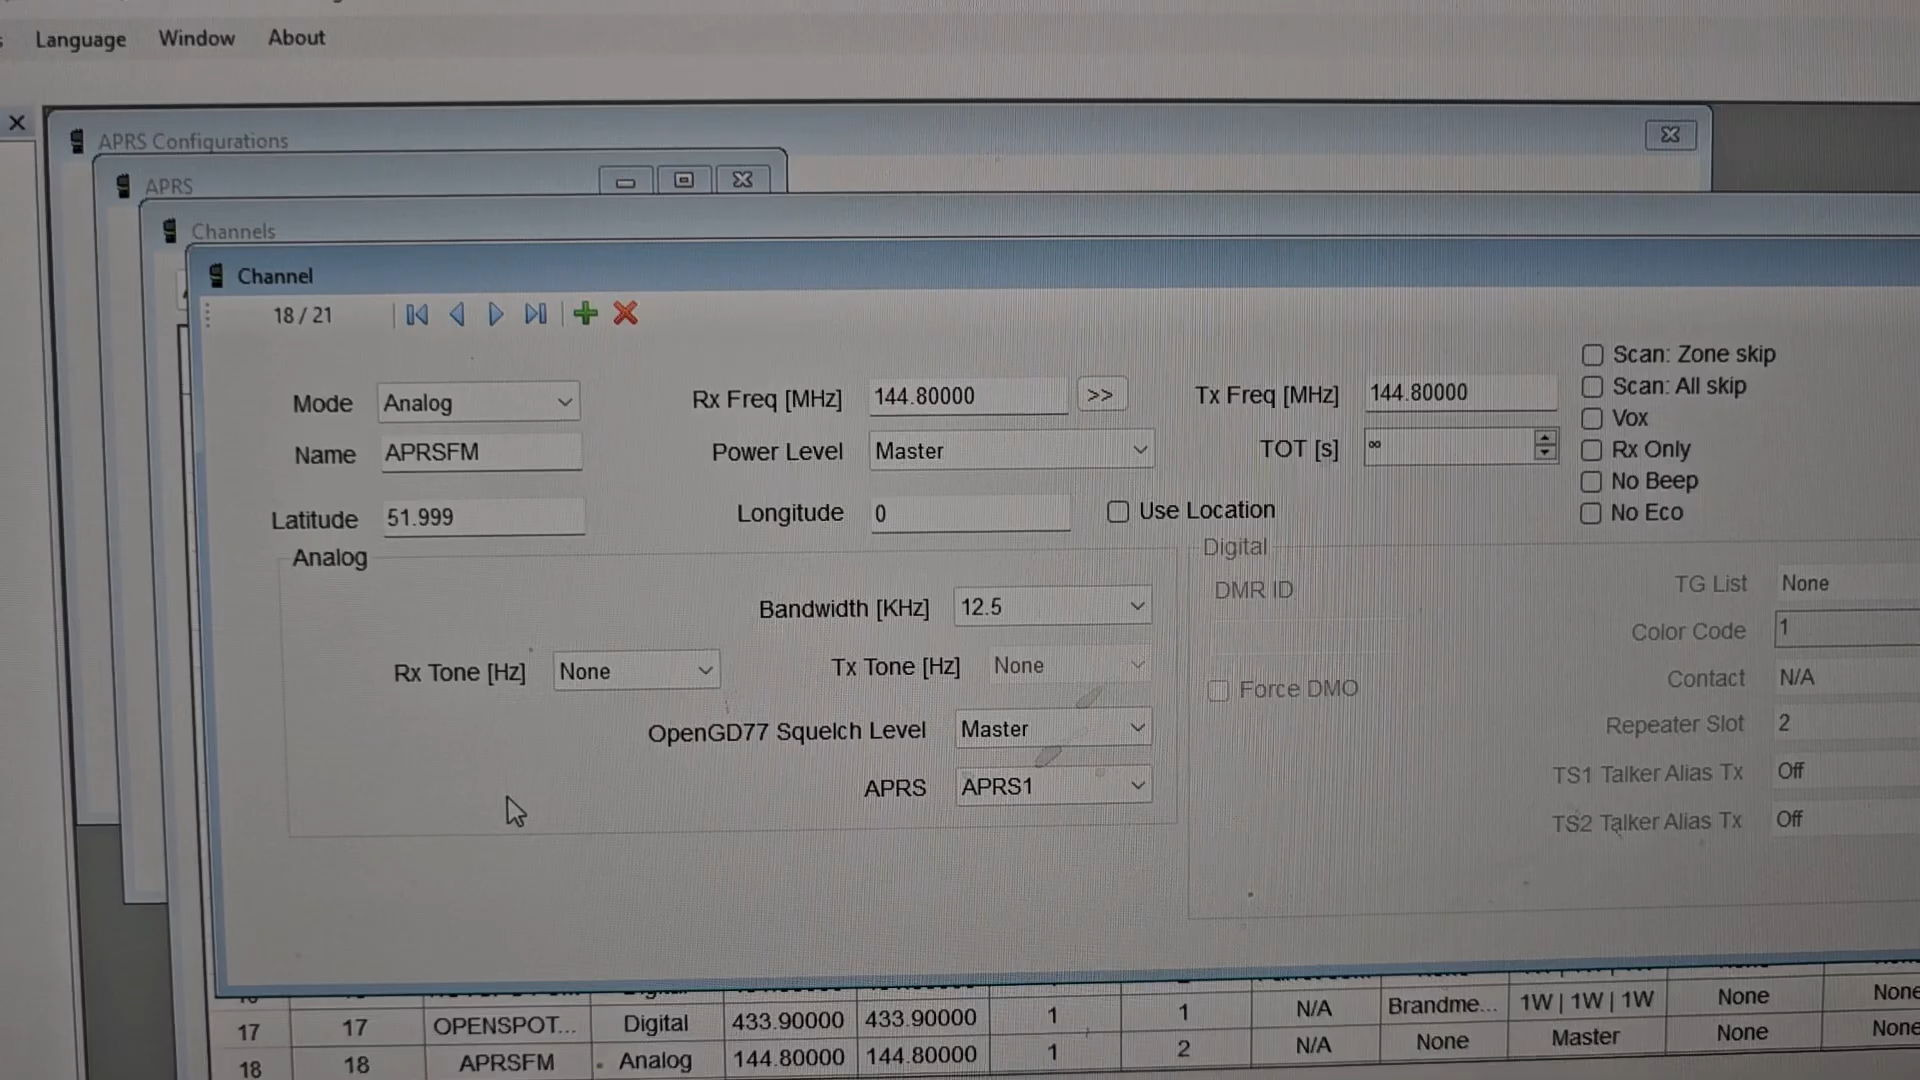 Language Window About
APRS Configurations
APRS
Channels
Channel
18 / 21
Mode Analog Rx Freq [MHz] 144.80000 >> Tx Freq [MHz] 144.80000
Scan: Zone skip
Scan: All skip
Vox
Name APRSFM Power Level Master TOT [s] ∞
Rx Only
No Beep
Latitude 51.999 Longitude 0 Use Location No Eco
Analog
Bandwidth [KHz] 12.5
Rx Tone [Hz] None Tx Tone [Hz] None
OpenGD77 Squelch Level Master
APRS APRS1
Digital
DMR ID TG List None
Color Code 1
Force DMO Contact N/A
Repeater Slot 2
TS1 Talker Alias Tx Off
TS2 Talker Alias Tx Off
17 17 OPENSPOT... Digital 433.90000 433.90000 1 1 N/A Brandme... 1W | 1W | 1W None None
18 18 APRSFM Analog 144.80000 144.80000 1 2 N/A None Master None None